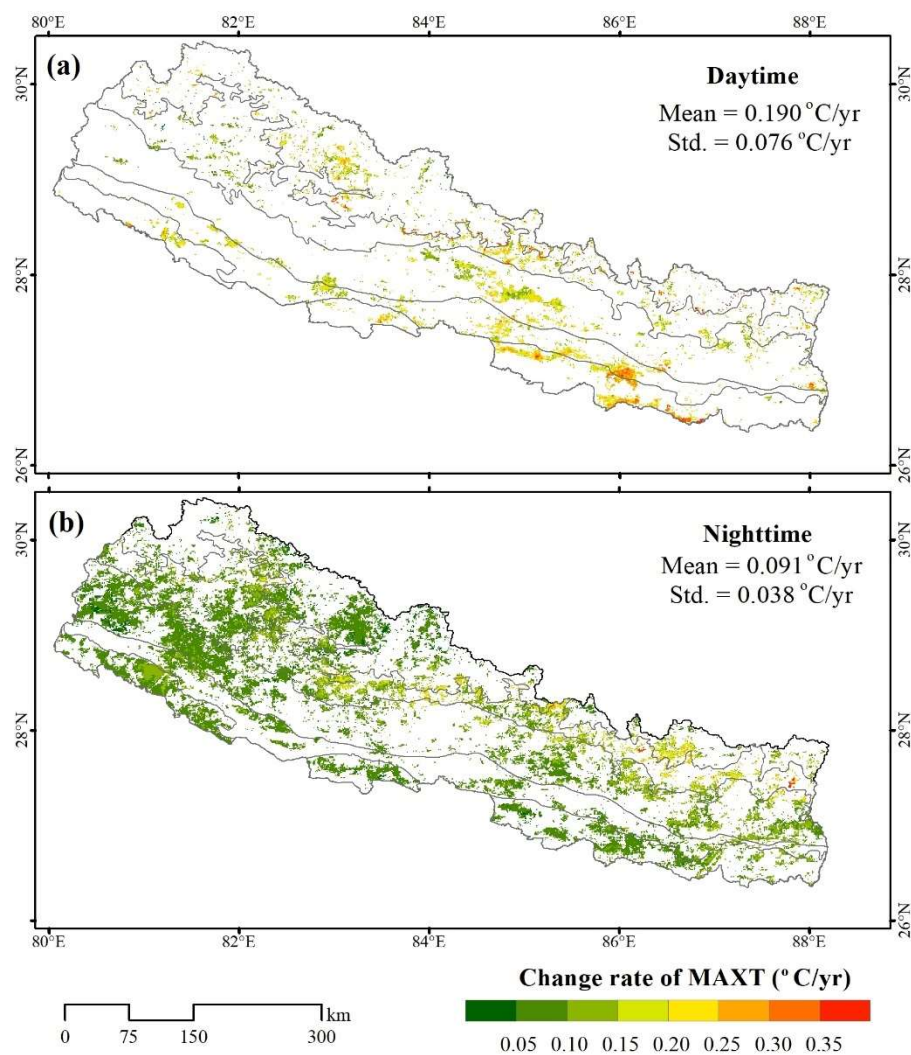 80°E 82°E 84°E 86°E 88°E
(a)
Daytime
Mean = 0.190 °C/yr
Std. = 0.076 °C/yr
30°N
28°N
26°N
30°N
28°N
26°N
(b)
Nighttime
Mean = 0.091 °C/yr
Std. = 0.038 °C/yr
30°N
28°N
26°N
30°N
28°N
26°N
80°E 82°E 84°E 86°E 88°E
Change rate of MAXT (° C/yr)
km
0 75 150 300
0.05 0.10 0.15 0.20 0.25 0.30 0.35